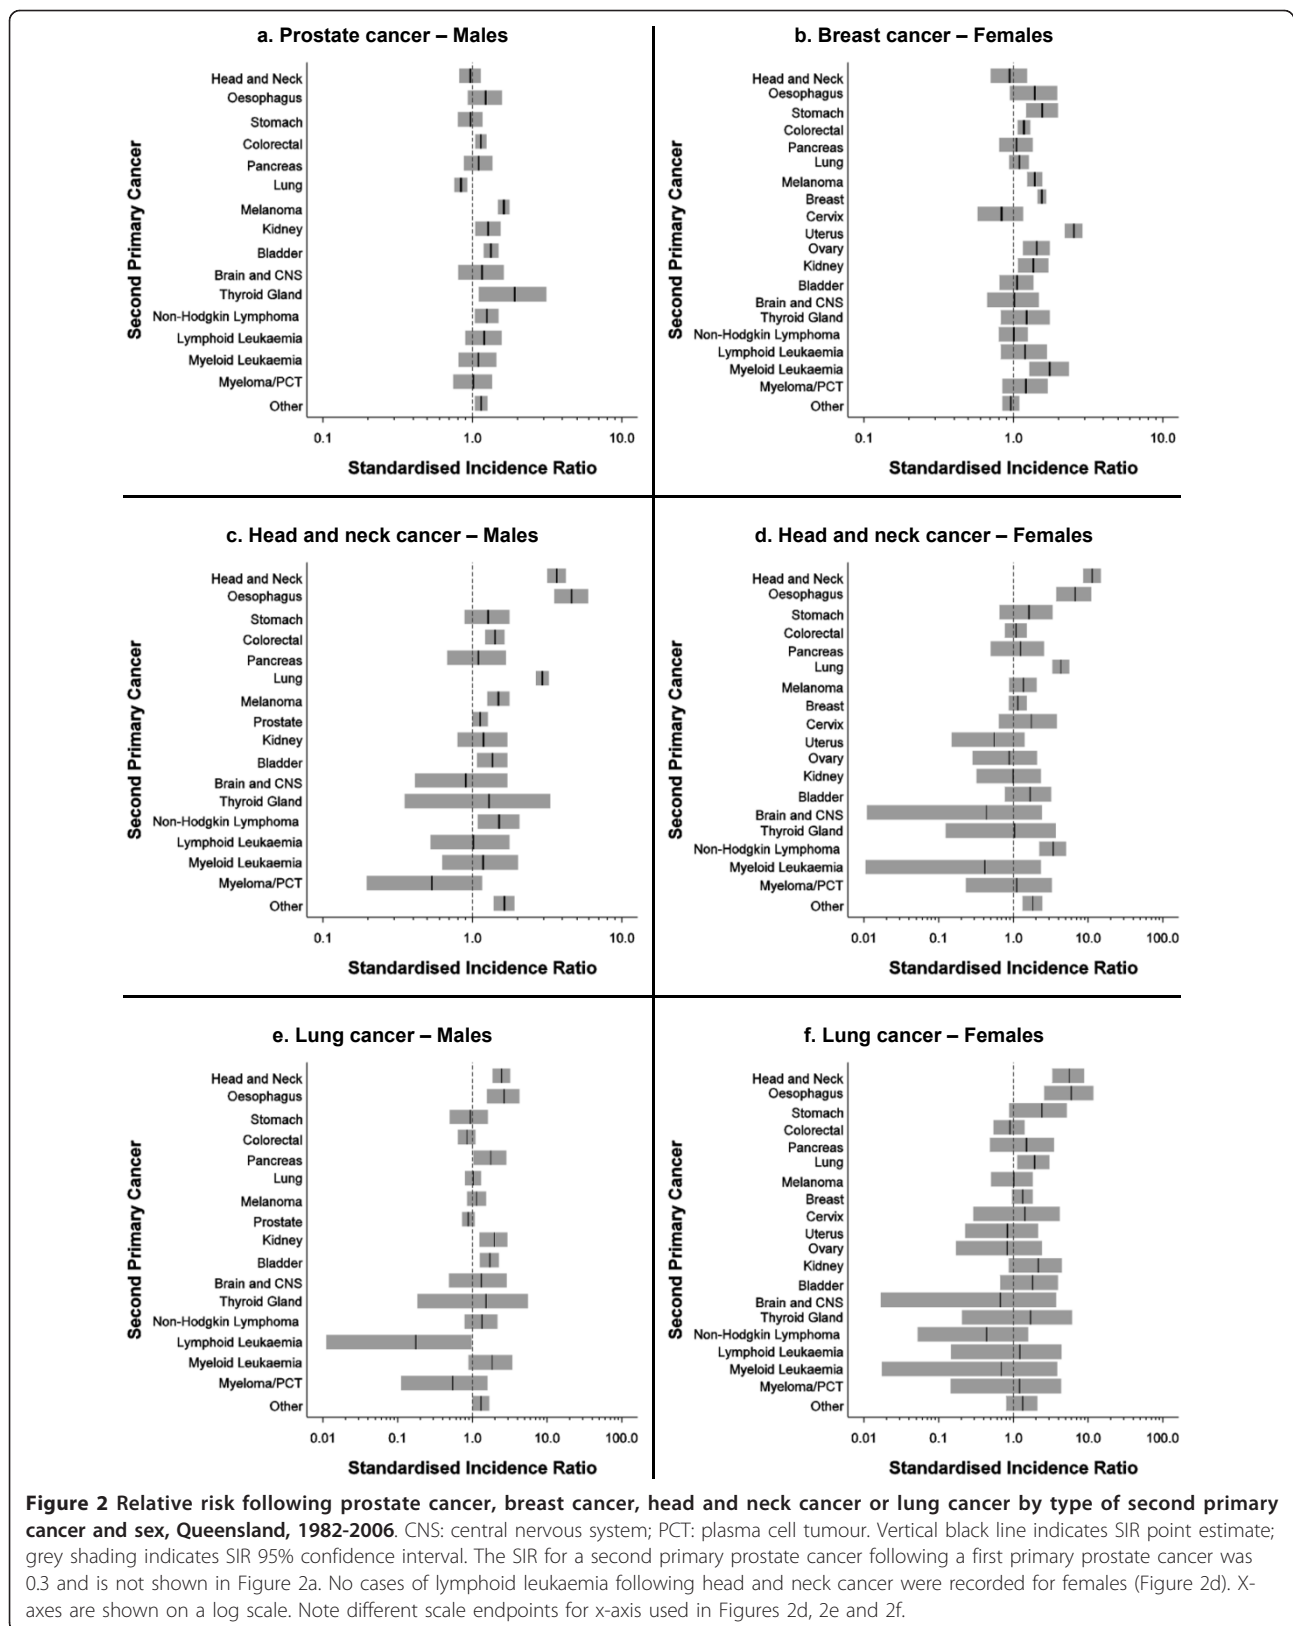 a. Prostate cancer – Males
Second Primary Cancer
Head and Neck
Oesophagus
Stomach
Colorectal
Pancreas
Lung
Melanoma
Kidney
Bladder
Brain and CNS
Thyroid Gland
Non-Hodgkin Lymphoma
Lymphoid Leukaemia
Myeloid Leukaemia
Myeloma/PCT
Other
0.1 1.0 10.0
Standardised Incidence Ratio
b. Breast cancer – Females
Second Primary Cancer
Head and Neck
Oesophagus
Stomach
Colorectal
Pancreas
Lung
Melanoma
Breast
Cervix
Uterus
Ovary
Kidney
Bladder
Brain and CNS
Thyroid Gland
Non-Hodgkin Lymphoma
Lymphoid Leukaemia
Myeloid Leukaemia
Myeloma/PCT
Other
0.1 1.0 10.0
Standardised Incidence Ratio
c. Head and neck cancer – Males
Second Primary Cancer
Head and Neck
Oesophagus
Stomach
Colorectal
Pancreas
Lung
Melanoma
Prostate
Kidney
Bladder
Brain and CNS
Thyroid Gland
Non-Hodgkin Lymphoma
Lymphoid Leukaemia
Myeloid Leukaemia
Myeloma/PCT
Other
0.1 1.0 10.0
Standardised Incidence Ratio
d. Head and neck cancer – Females
Second Primary Cancer
Head and Neck
Oesophagus
Stomach
Colorectal
Pancreas
Lung
Melanoma
Breast
Cervix
Uterus
Ovary
Kidney
Bladder
Brain and CNS
Thyroid Gland
Non-Hodgkin Lymphoma
Myeloid Leukaemia
Myeloma/PCT
Other
0.01 0.1 1.0 10.0 100.0
Standardised Incidence Ratio
e. Lung cancer – Males
Second Primary Cancer
Head and Neck
Oesophagus
Stomach
Colorectal
Pancreas
Lung
Melanoma
Prostate
Kidney
Bladder
Brain and CNS
Thyroid Gland
Non-Hodgkin Lymphoma
Lymphoid Leukaemia
Myeloid Leukaemia
Myeloma/PCT
Other
0.01 0.1 1.0 10.0 100.0
Standardised Incidence Ratio
f. Lung cancer – Females
Second Primary Cancer
Head and Neck
Oesophagus
Stomach
Colorectal
Pancreas
Lung
Melanoma
Breast
Cervix
Uterus
Ovary
Kidney
Bladder
Brain and CNS
Thyroid Gland
Non-Hodgkin Lymphoma
Lymphoid Leukaemia
Myeloid Leukaemia
Myeloma/PCT
Other
0.01 0.1 1.0 10.0 100.0
Standardised Incidence Ratio
Figure 2 Relative risk following prostate cancer, breast cancer, head and neck cancer or lung cancer by type of second primary
cancer and sex, Queensland, 1982-2006. CNS: central nervous system; PCT: plasma cell tumour. Vertical black line indicates SIR point estimate;
grey shading indicates SIR 95% confidence interval. The SIR for a second primary prostate cancer following a first primary prostate cancer was
0.3 and is not shown in Figure 2a. No cases of lymphoid leukaemia following head and neck cancer were recorded for females (Figure 2d). X-
axes are shown on a log scale. Note different scale endpoints for x-axis used in Figures 2d, 2e and 2f.